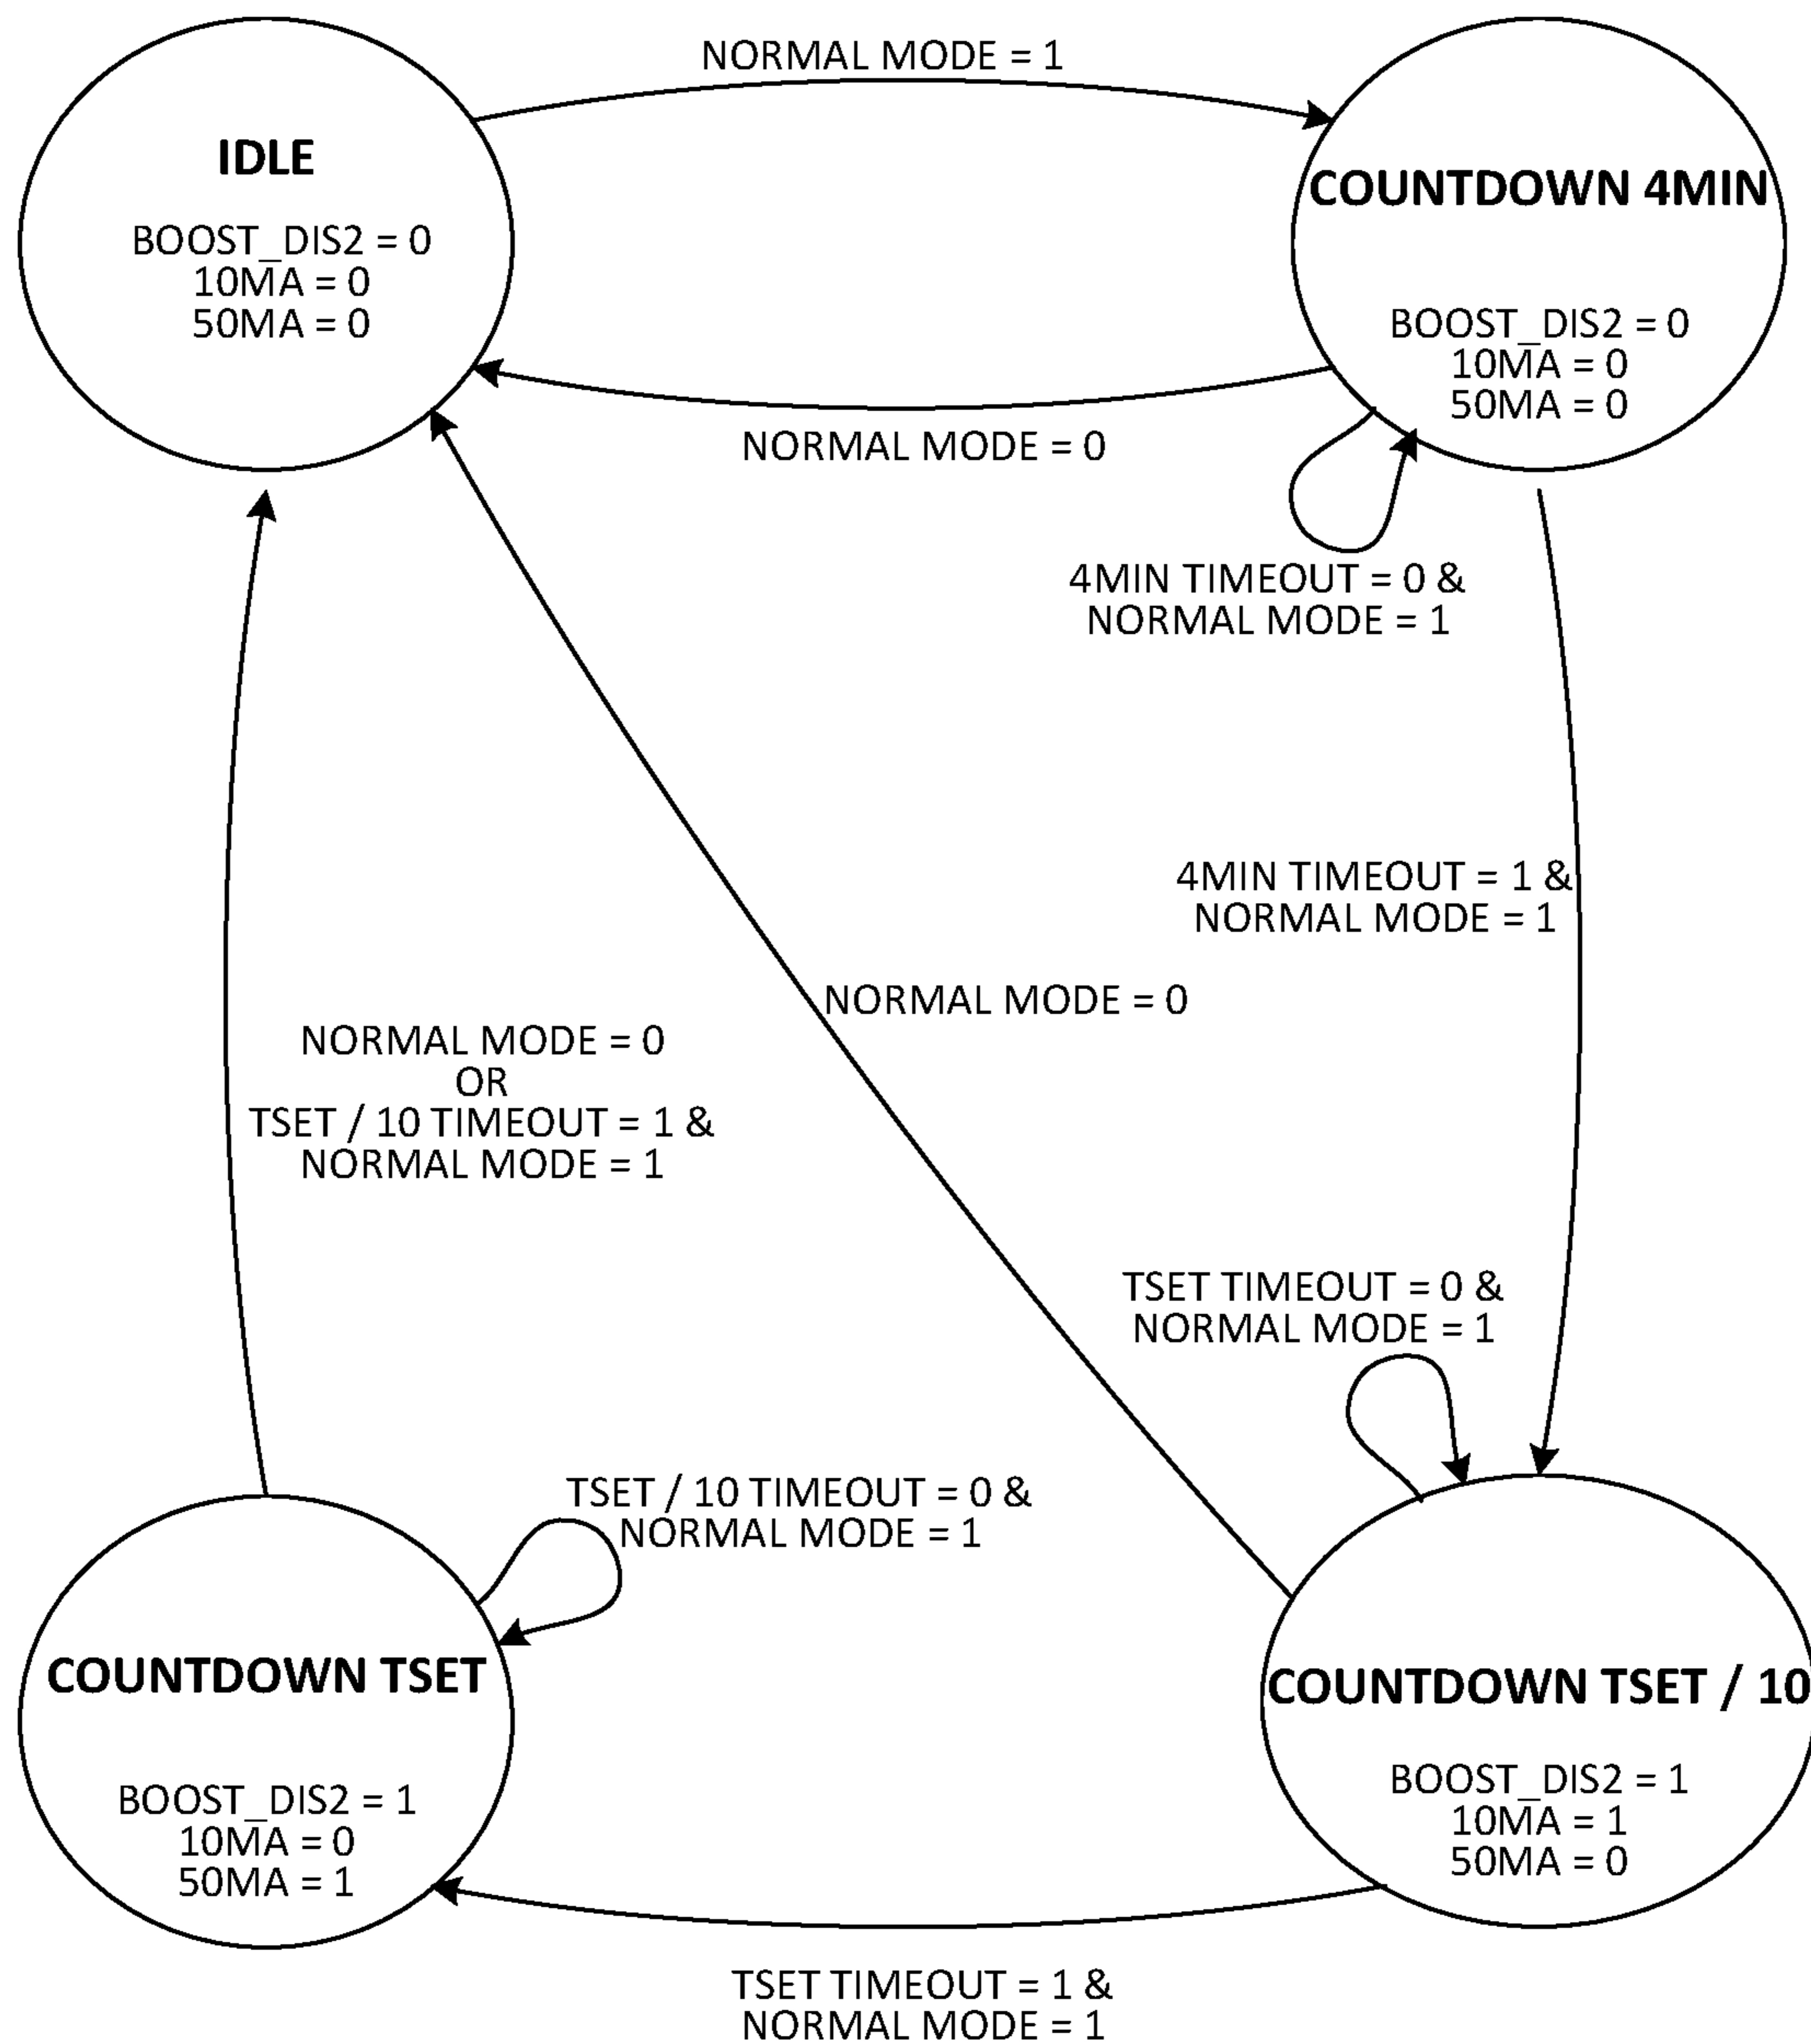 NORMAL MODE = 1
IDLE
BOOST_DIS2 = 0
10MA = 0
50MA = 0
COUNTDOWN 4MIN
BOOST_DIS2 = 0
10MA = 0
50MA = 0
NORMAL MODE = 0
4MIN TIMEOUT = 0 &
NORMAL MODE = 1
4MIN TIMEOUT = 1 &
NORMAL MODE = 1
NORMAL MODE = 0
NORMAL MODE = 0
OR
TSET / 10 TIMEOUT = 1 &
NORMAL MODE = 1
TSET TIMEOUT = 0 &
NORMAL MODE = 1
TSET / 10 TIMEOUT = 0 &
NORMAL MODE = 1
COUNTDOWN TSET
BOOST_DIS2 = 1
10MA = 0
50MA = 1
COUNTDOWN TSET / 10
BOOST_DIS2 = 1
10MA = 1
50MA = 0
TSET TIMEOUT = 1 &
NORMAL MODE = 1